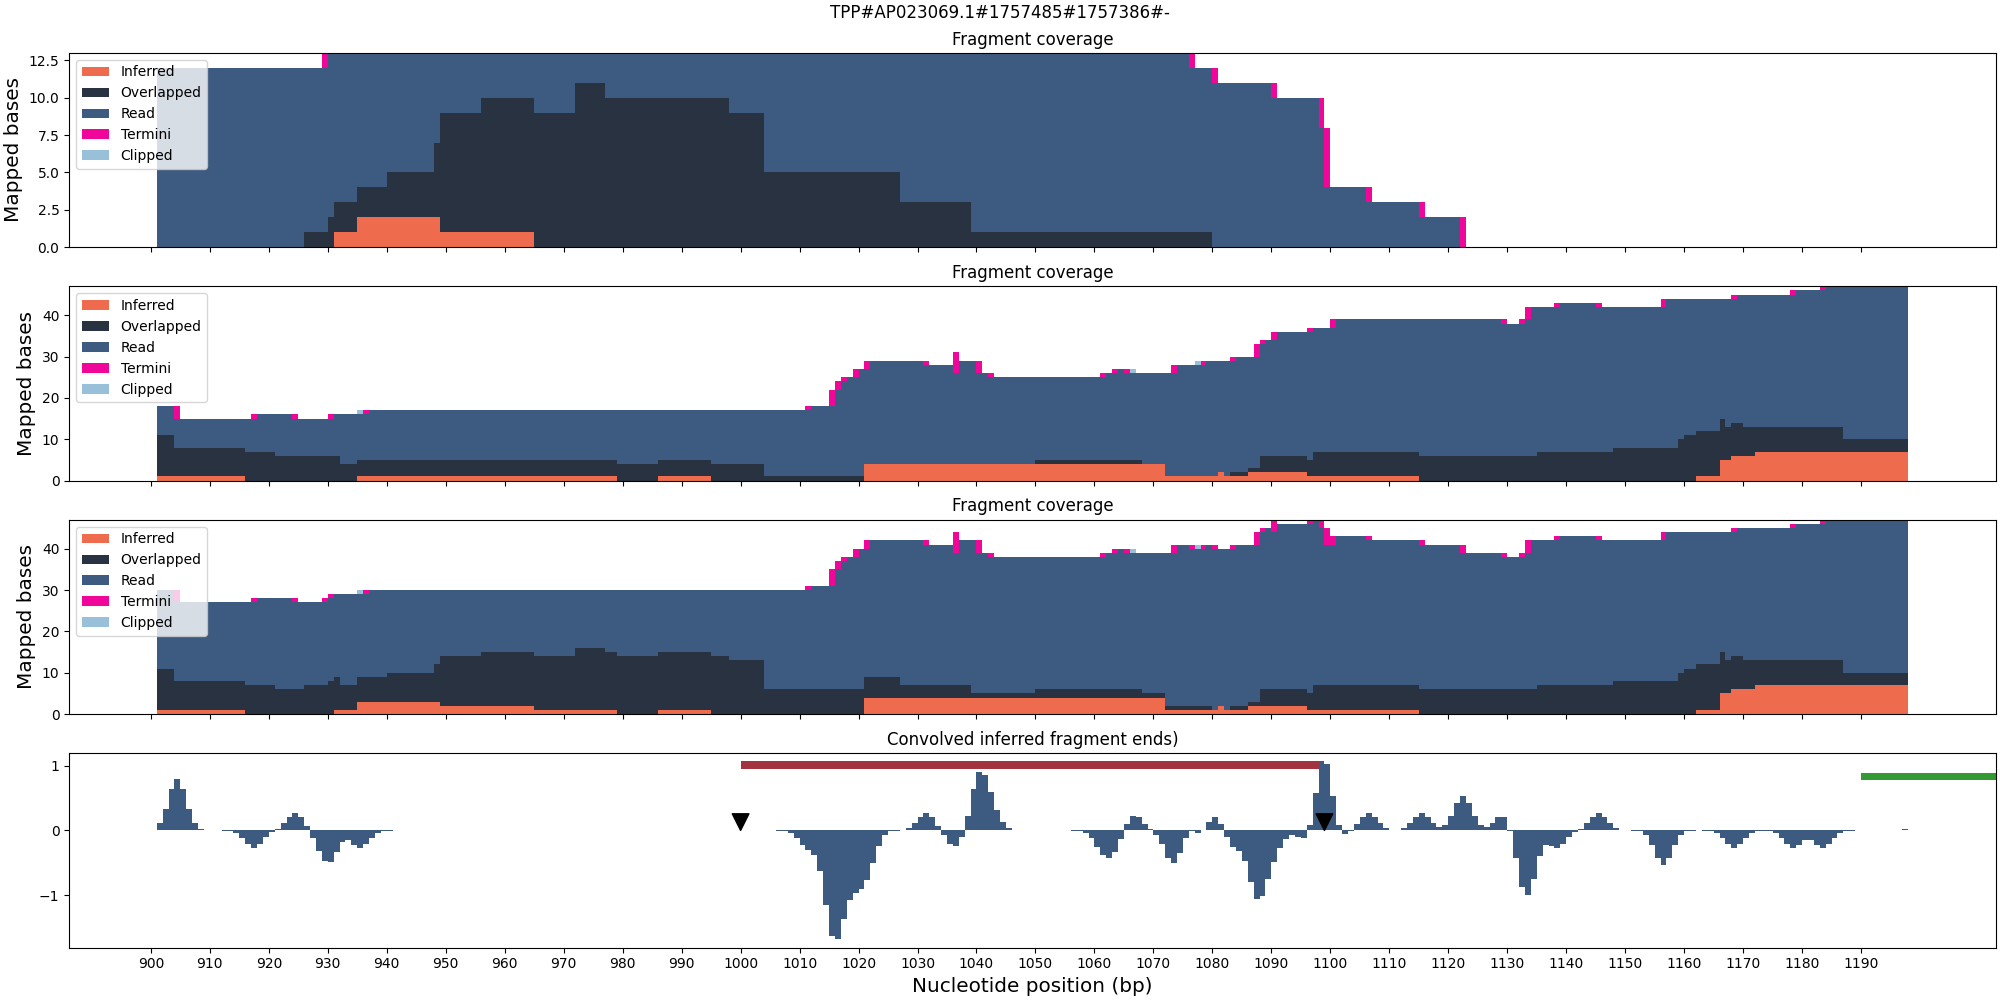 TPP#AP023069.1#1757485#1757386#-
Fragment coverage
Mapped bases
12.5
10.0
7.5
5.0
2.5
0.0
Inferred
Overlapped
Read
Termini
Clipped
Fragment coverage
Mapped bases
40
30
20
10
0
Inferred
Overlapped
Read
Termini
Clipped
Fragment coverage
Mapped bases
40
30
20
10
0
Inferred
Overlapped
Read
Termini
Clipped
Convolved inferred fragment ends)
1
0
−1
900 910 920 930 940 950 960 970 980 990 1000 1010 1020 1030 1040 1050 1060 1070 1080 1090 1100 1110 1120 1130 1140 1150 1160 1170 1180 1190
Nucleotide position (bp)